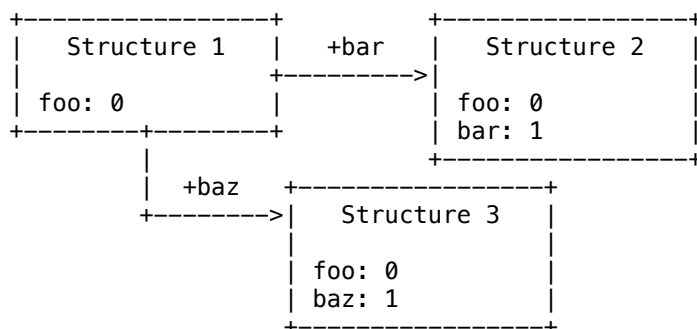 Structure 1 +bar Structure 2
foo: 0 foo: 0
bar: 1
+baz Structure 3
foo: 0
baz: 1